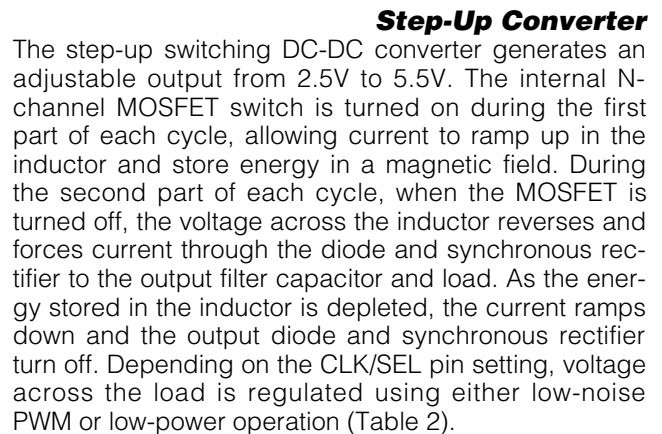 Step-Up Converter
The step-up switching DC-DC converter generates an
adjustable output from 2.5V to 5.5V. The internal N-
channel MOSFET switch is turned on during the first
part of each cycle, allowing current to ramp up in the
inductor and store energy in a magnetic field. During
the second part of each cycle, when the MOSFET is
turned off, the voltage across the inductor reverses and
forces current through the diode and synchronous rec-
tifier to the output filter capacitor and load. As the ener-
gy stored in the inductor is depleted, the current ramps
down and the output diode and synchronous rectifier
turn off. Depending on the CLK/SEL pin setting, voltage
across the load is regulated using either low-noise
PWM or low-power operation (Table 2).